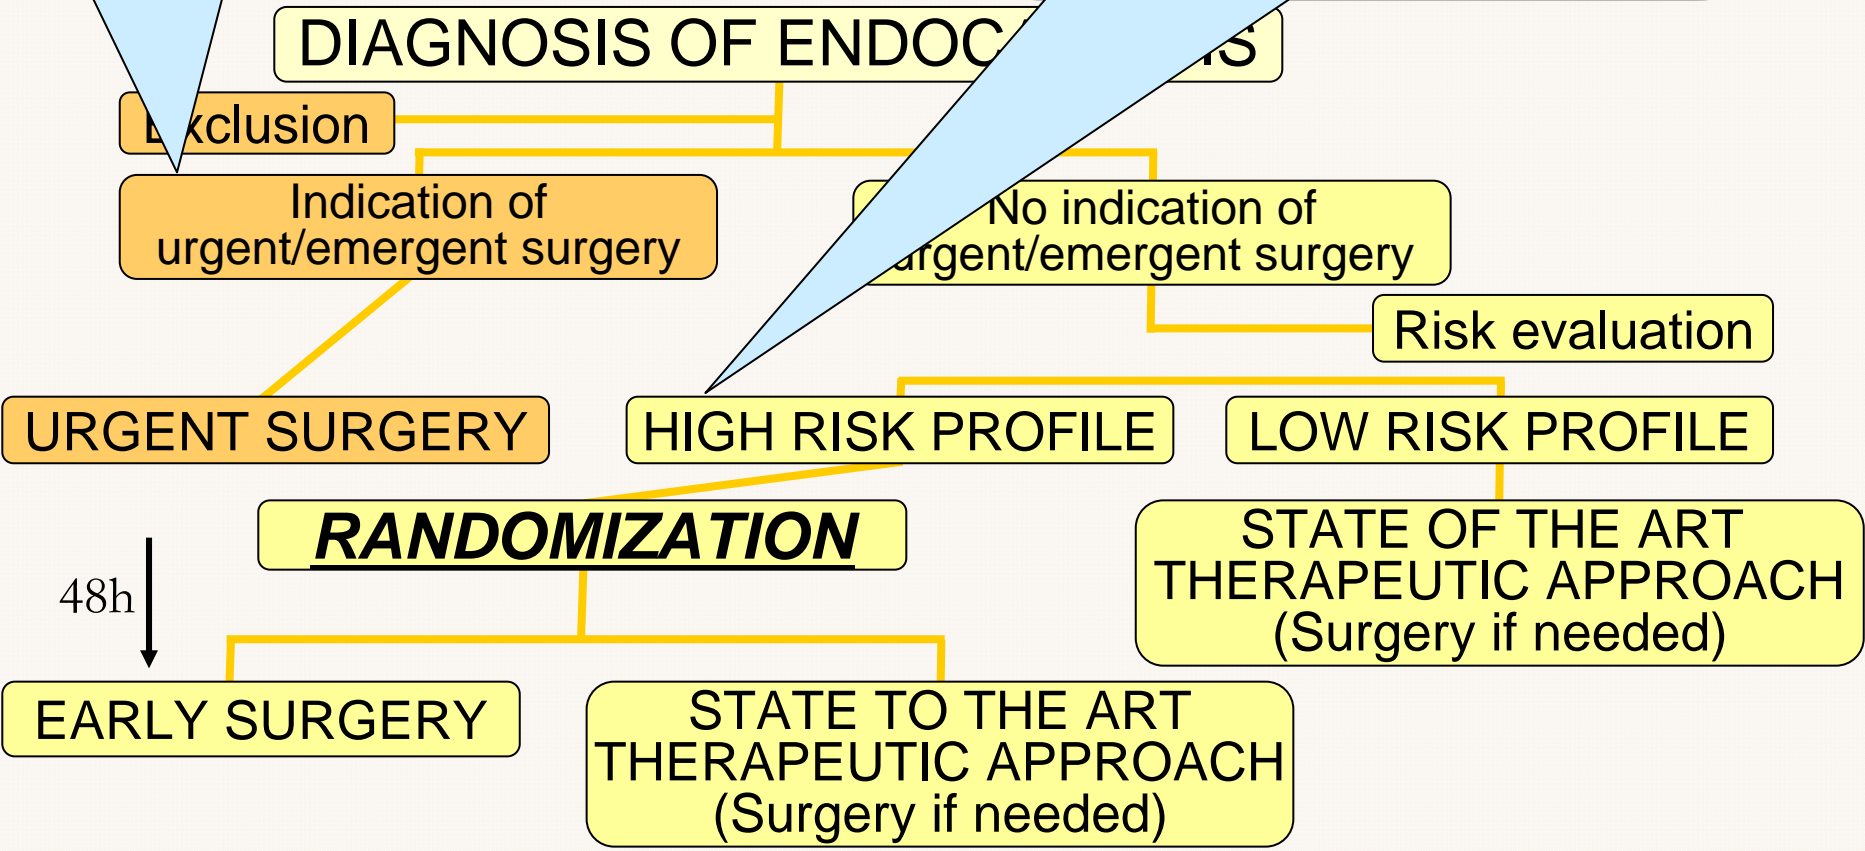 DIAGNOSIS OF
Exclusion
Indication of
urgent/emergent surgery
No indication of
urgent/emergent surgery
Risk evaluation
URGENT SURGERY
HIGH RISK PROFILE
LOW RISK PROFILE
RANDOMIZATION
STATE OF THE ART
THERAPEUTIC APPROACH
(Surgery if needed)
48h
EARLY SURGERY
STATE TO THE ART
THERAPEUTIC APPROACH
(Surgery if needed)